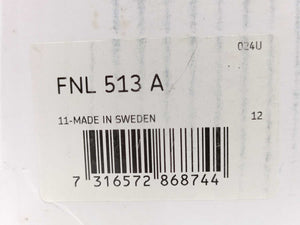 024U
FNL 513 A
11-MADE IN SWEDEN 12
7 316572 868744